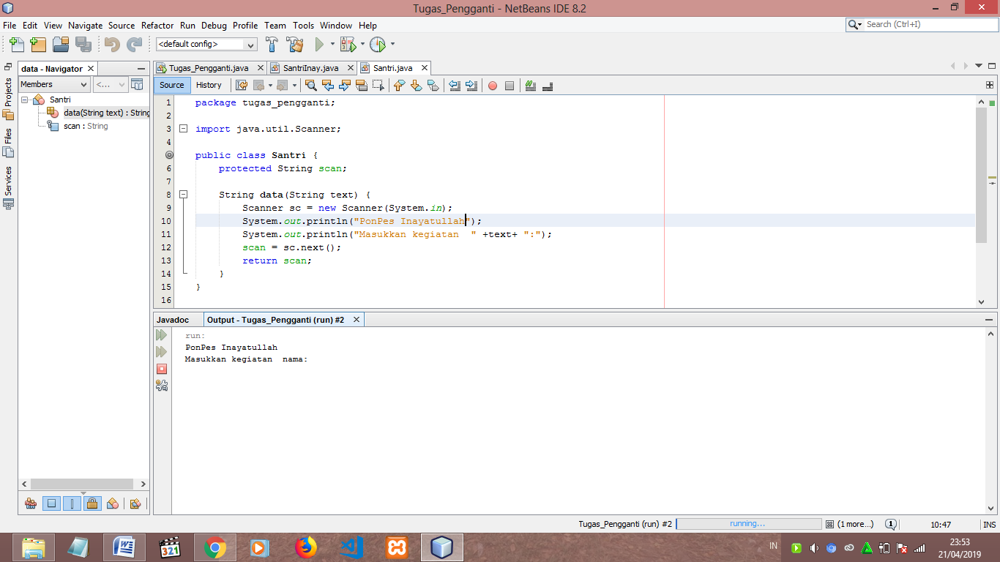 Tugas_Pengganti - NetBeans IDE 8.2
File Edit View Navigate Source Refactor Run Debug Profile Team Tools Window Help
Search (Ctrl+I)
<default config>
Projects
Files
Services
data - Navigator
Members
<...
Santri
data(String text) : String
scan : String
Tugas_Pengganti.java
SantriInay.java
Santri.java
Source
History
1 package tugas_pengganti;
2
3 import java.util.Scanner;
4
public class Santri {
6 protected String scan;
7
8 String data(String text) {
9 Scanner sc = new Scanner(System.in);
10 System.out.println("PonPes Inayatullah");
11 System.out.println("Masukkan kegiatan  " +text+ ":");
12 scan = sc.next();
13 return scan;
14 }
15 }
16
Javadoc
Output - Tugas_Pengganti (run) #2
run:
PonPes Inayatullah
Masukkan kegiatan  nama:
Tugas_Pengganti (run) #2
running...
(1 more...)
1
10:47
INS
321
IN
23:53
21/04/2019